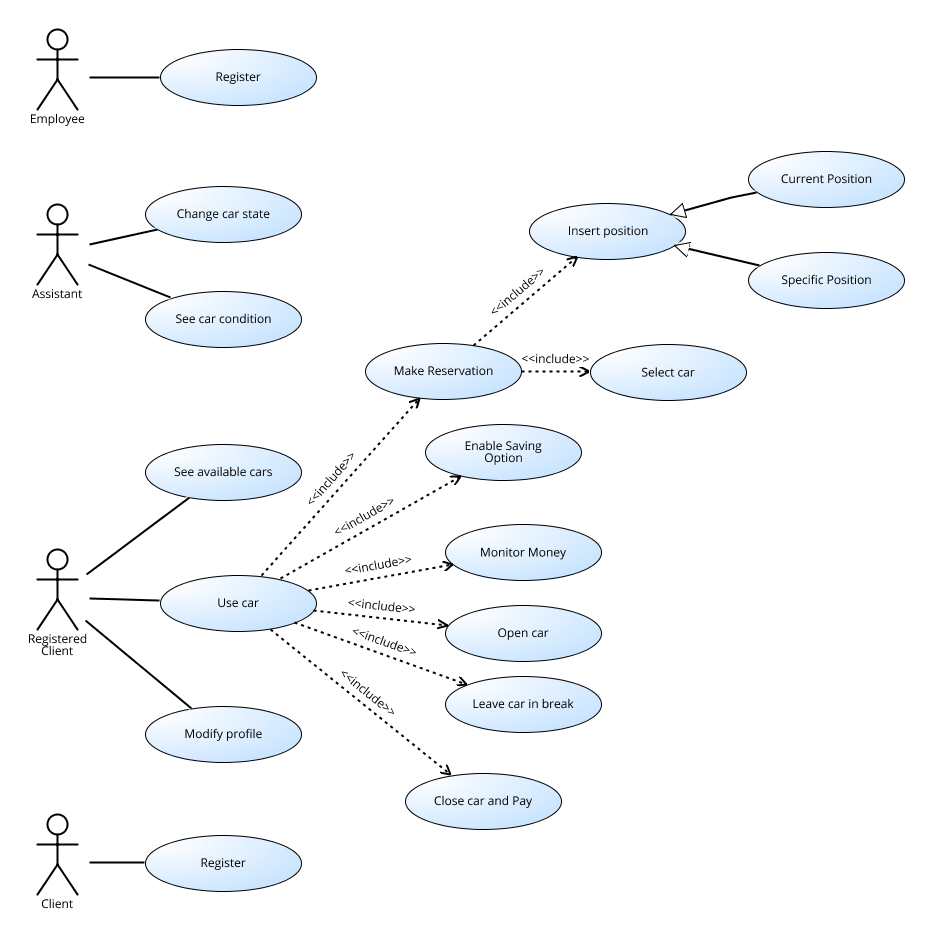 Register
Employee
Current Position
Change car state
Insert position
Specific Position
<<include>>
Assistant
See car condition
<<include>>
Make Reservation
Select car
Enable Saving
Option
See available cars
<<include>>
<<include>>
Monitor Money
<<include>>
Use car
<<include>>
Open car
Registered
Client
<<include>>
Leave car in break
<<include>>
Modify profile
Close car and Pay
Register
Client